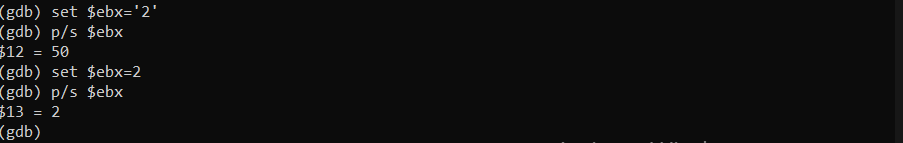 (gdb) set $ebx='2'
(gdb) p/s $ebx
$12 = 50
(gdb) set $ebx=2
(gdb) p/s $ebx
$13 = 2
(gdb)